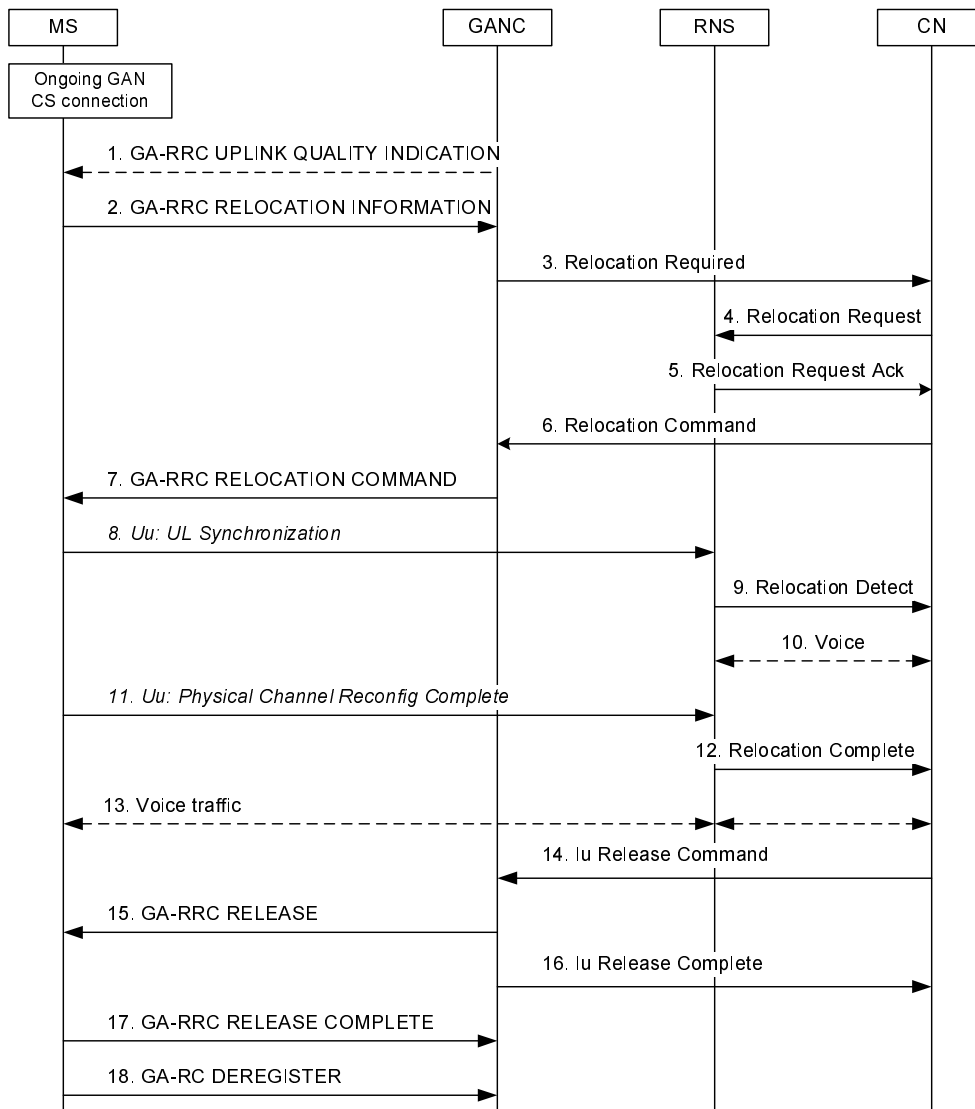 MS
GANC
RNS
CN
Ongoing GAN
CS connection
1. GA-RRC UPLINK QUALITY INDICATION
2. GA-RRC RELOCATION INFORMATION
3. Relocation Required
4. Relocation Request
5. Relocation Request Ack
6. Relocation Command
7. GA-RRC RELOCATION COMMAND
8. Uu: UL Synchronization
9. Relocation Detect
10. Voice
11. Uu: Physical Channel Reconfig Complete
12. Relocation Complete
13. Voice traffic
14. Iu Release Command
15. GA-RRC RELEASE
16. Iu Release Complete
17. GA-RRC RELEASE COMPLETE
18. GA-RC DEREGISTER